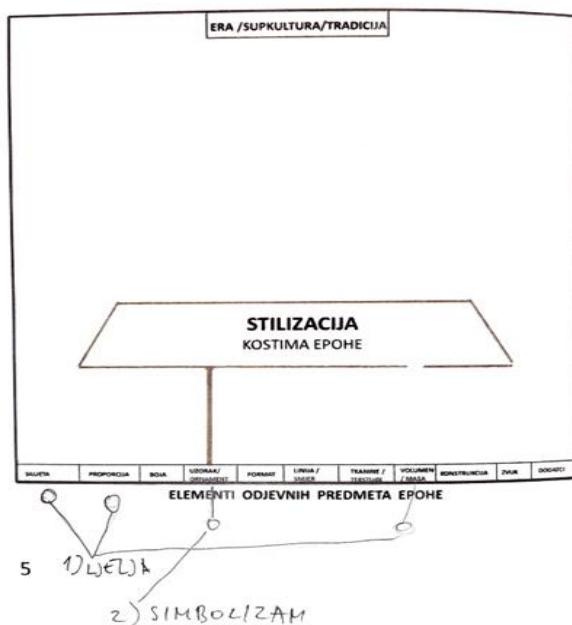 ERA /SUPKULTURA/TRADICIJA
STILIZACIJA
KOSTIMA EPOHE
SILUETA PROPORCIJA BOJA UZORAK/ ORNAMENT FORMAT LINIJA / SMJER TKANINE / TEKSTURE VOLUMEN / MASA KONSTRUKCIJA ZVUK DODATCI
ELEMENTI ODJEVNIH PREDMETA EPOHE
5 1)
2) SIMBOLIZAM